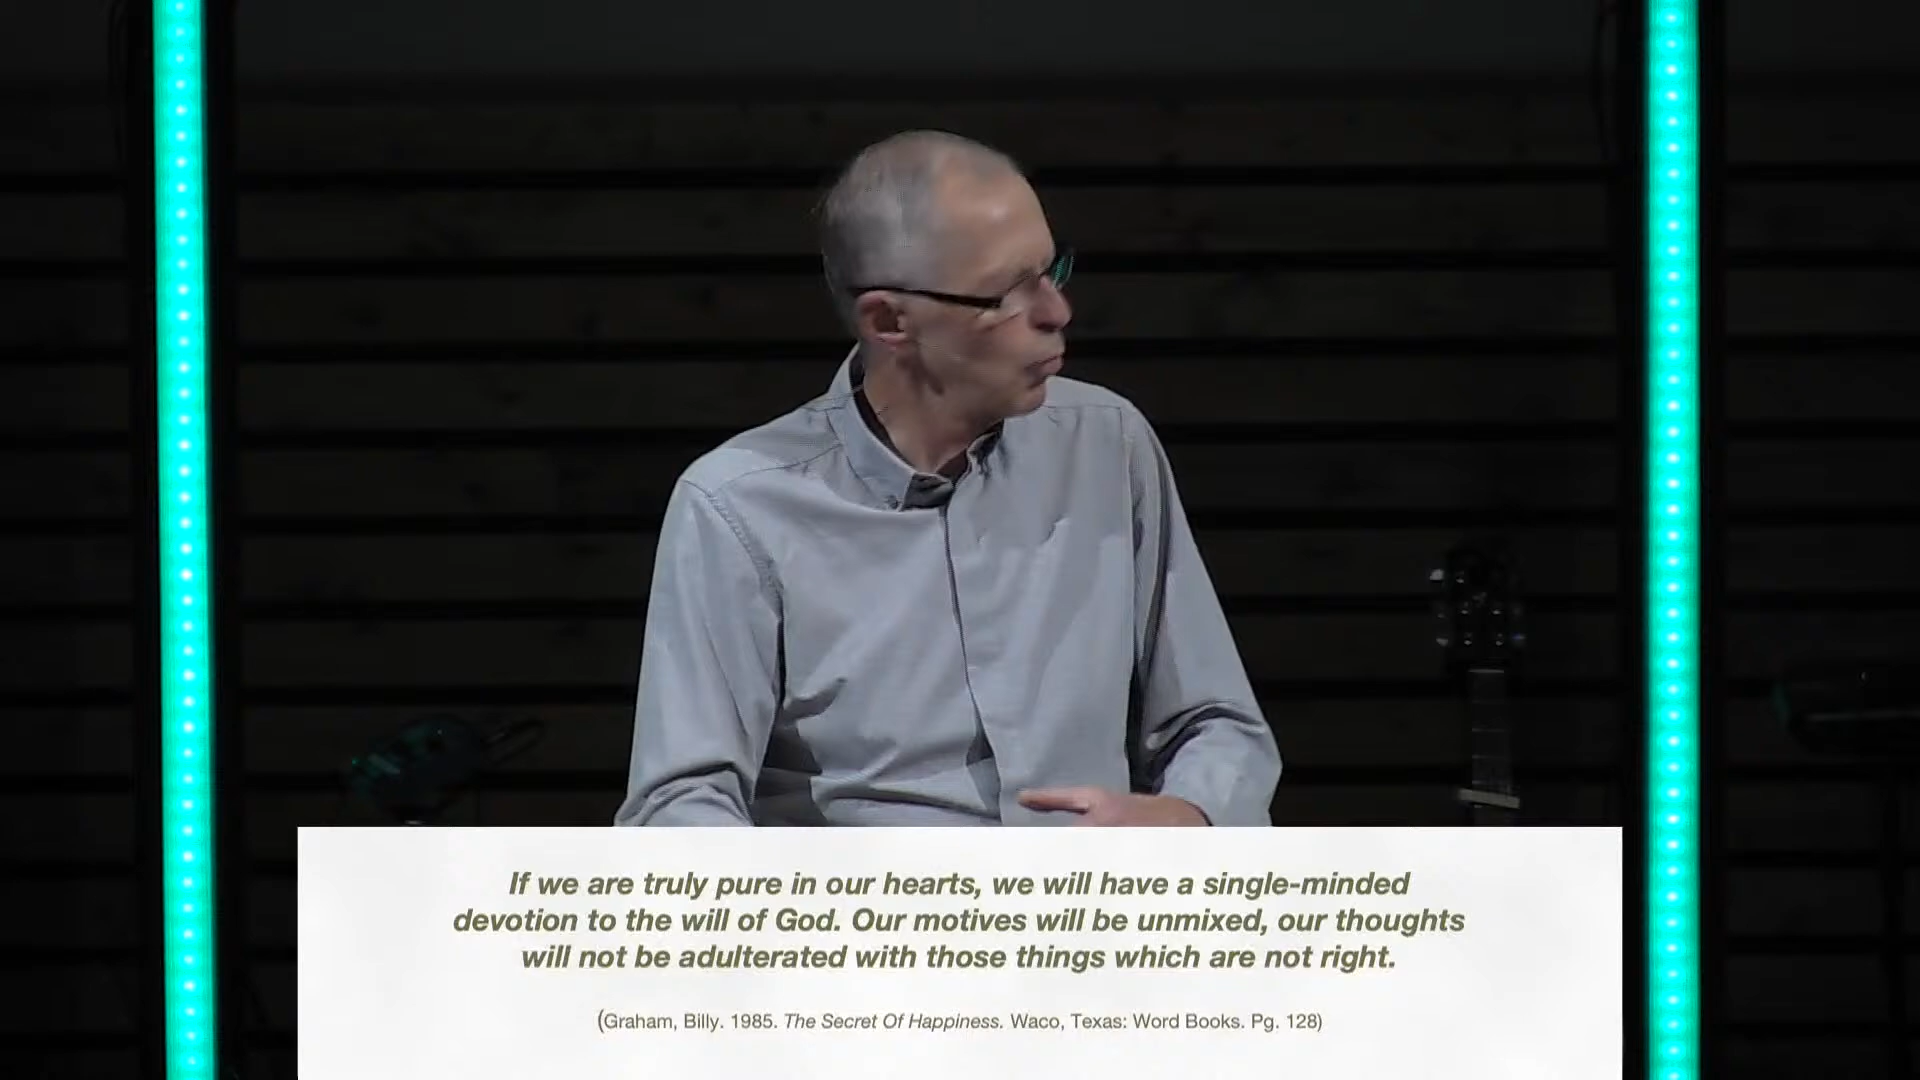 If we are truly pure in our hearts, we will have a single-minded
devotion to the will of God. Our motives will be unmixed, our thoughts
will not be adulterated with those things which are not right.
(Graham, Billy. 1985. The Secret Of Happiness. Waco, Texas: Word Books. Pg. 128)